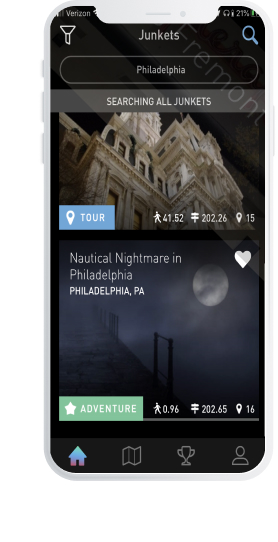 Verizon
21%
Junkets
Philadelphia
SEARCHING ALL JUNKETS
Fremont
TOUR 41.52 202.26 15
Nautical Nightmare in
Philadelphia
PHILADELPHIA, PA
ADVENTURE 0.96 202.65 16